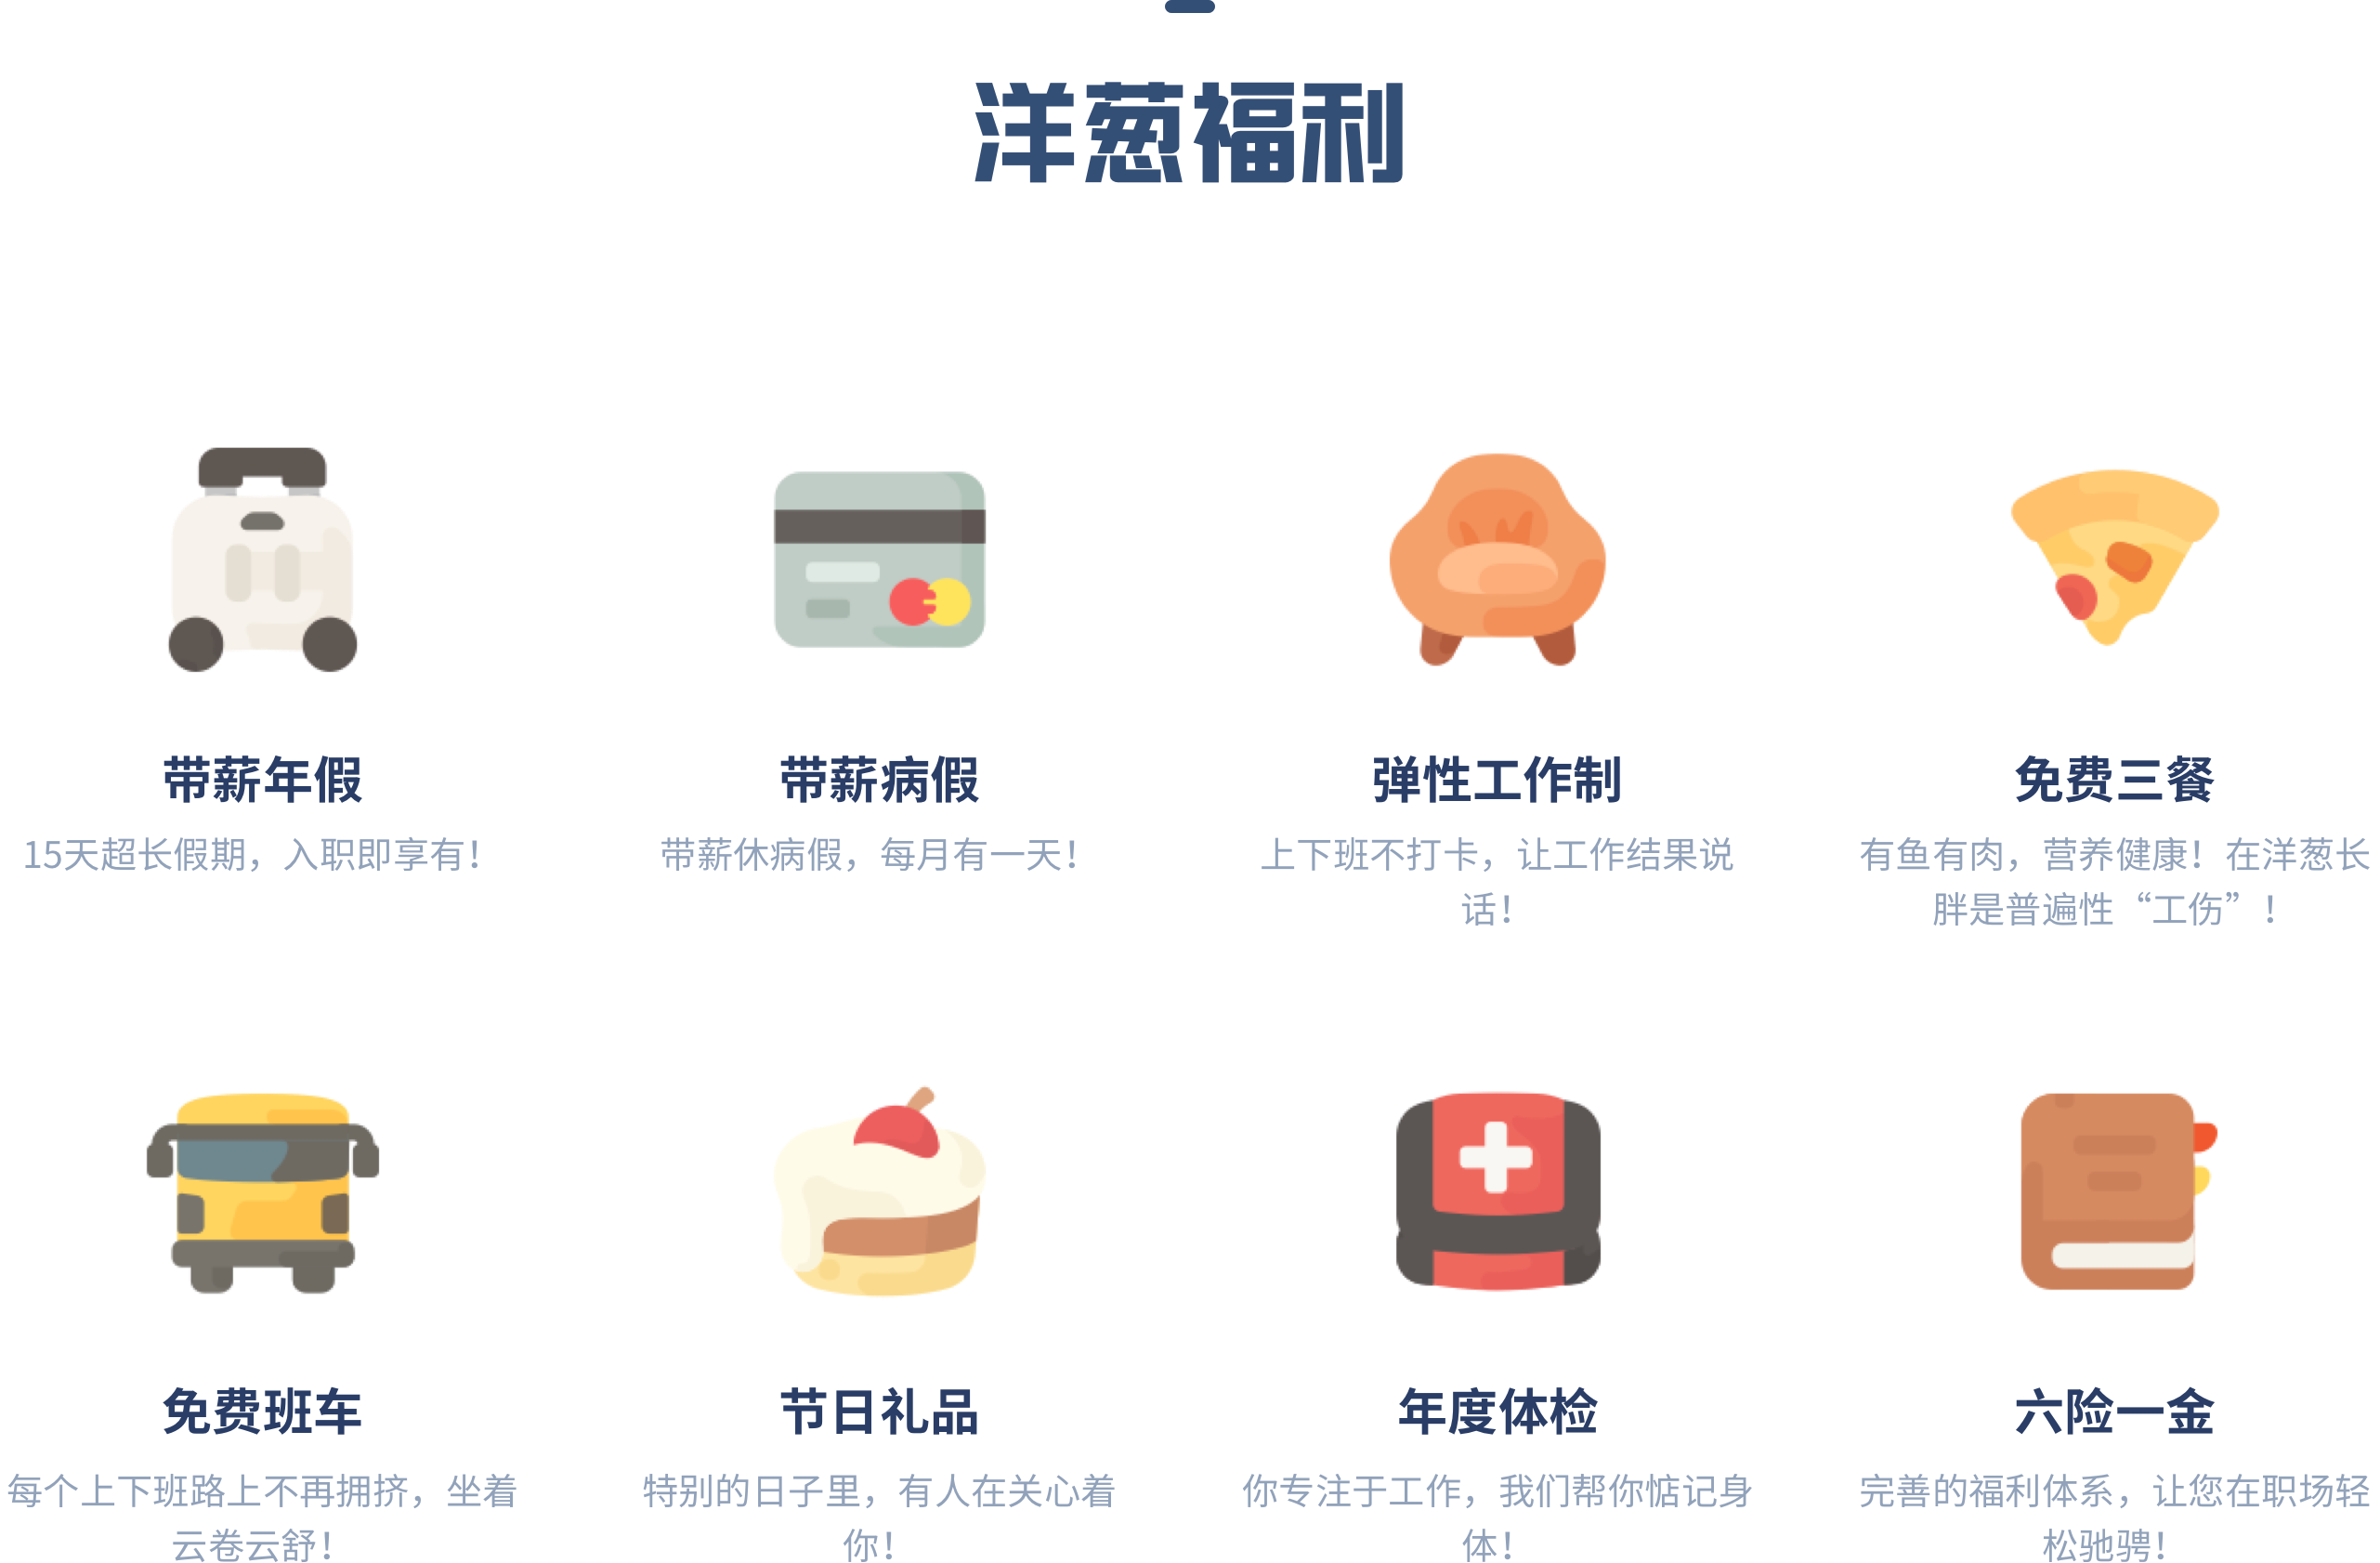 洋葱福利
带薪年假
15天超长假期，入职即享有！
带薪病假
带薪休病假，每月有一天！
弹性工作制
上下班不打卡，让工作结果说
话！
免费三餐
有鱼有肉，营养健康！在洋葱长
胖是普遍性“工伤”！
免费班车
每个上下班路上不再拥挤，坐着
云卷云舒！
节日礼品
特别的日子里，有人在关心着
你！
年度体检
你专注于工作，我们帮你惦记身
体！
六险一金
完善的福利体系，让您在职场轻
松驰骋！